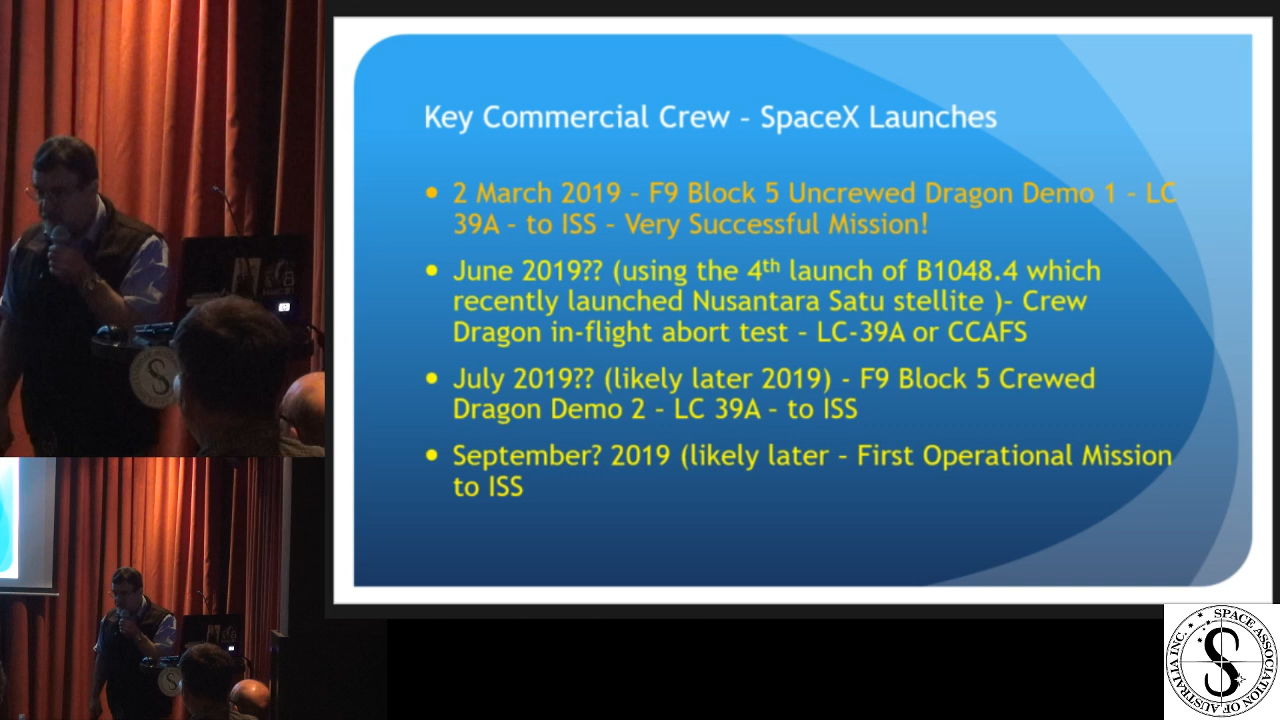 Key Commercial Crew – SpaceX Launches
• 2 March 2019 – F9 Block 5 Uncrewed Dragon Demo 1 – LC
39A – to ISS – Very Successful Mission!
• June 2019?? (using the 4th launch of B1048.4 which
recently launched Nusantara Satu stellite )– Crew
Dragon in-flight abort test – LC-39A or CCAFS
• July 2019?? (likely later 2019) - F9 Block 5 Crewed
Dragon Demo 2 – LC 39A – to ISS
• September? 2019 (likely later – First Operational Mission
to ISS
SPACE ASSOCIATION OF AUSTRALIA INC.
S